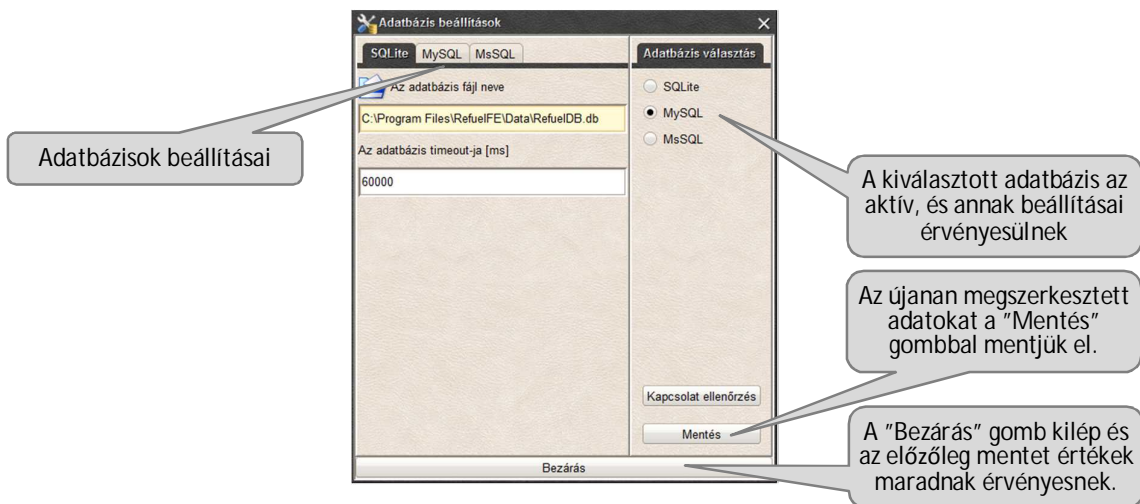 Adatbázis beállítások
SQLite MySQL MsSQL
Az adatbázis fájl neve
C:\Program Files\RefuelFE\Data\RefuelDB.db
Az adatbázis timeout-ja [ms]
60000
Adatbázis választás
SQLite
MySQL
MsSQL
Kapcsolat ellenőrzés
Mentés
Bezárás
Adatbázisok beállításai
A kiválasztott adatbázis az
aktív, és annak beállításai
érvényesülnek
Az újanan megszerkesztett
adatokat a "Mentés"
gombbal mentjük el.
A "Bezárás" gomb kilép és
az előzőleg mentet értékek
maradnak érvényesnek.